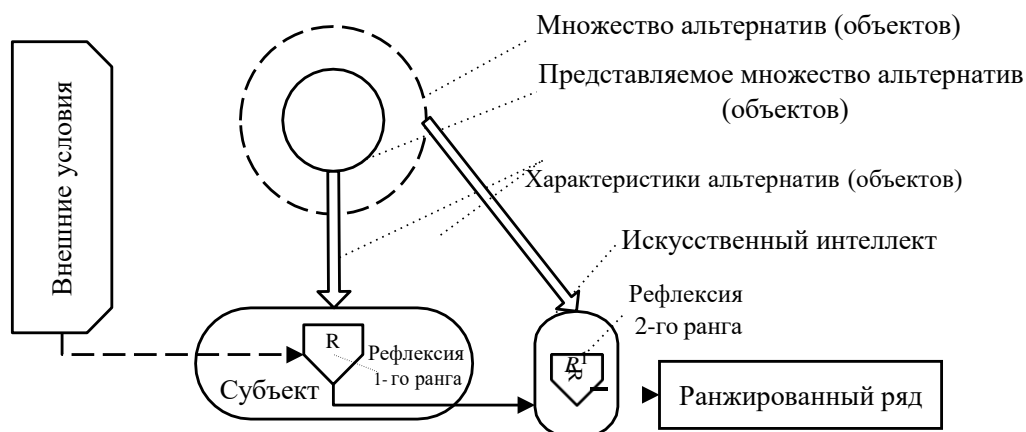 Множество альтернатив (объектов)
Представляемое множество альтернатив
(объектов)
Внешние условия
Характеристики альтернатив (объектов)
Искусственный интеллект
Рефлексия
2-го ранга
R
Рефлексия
1- го ранга
Субъект
R¹
Ранжированный ряд